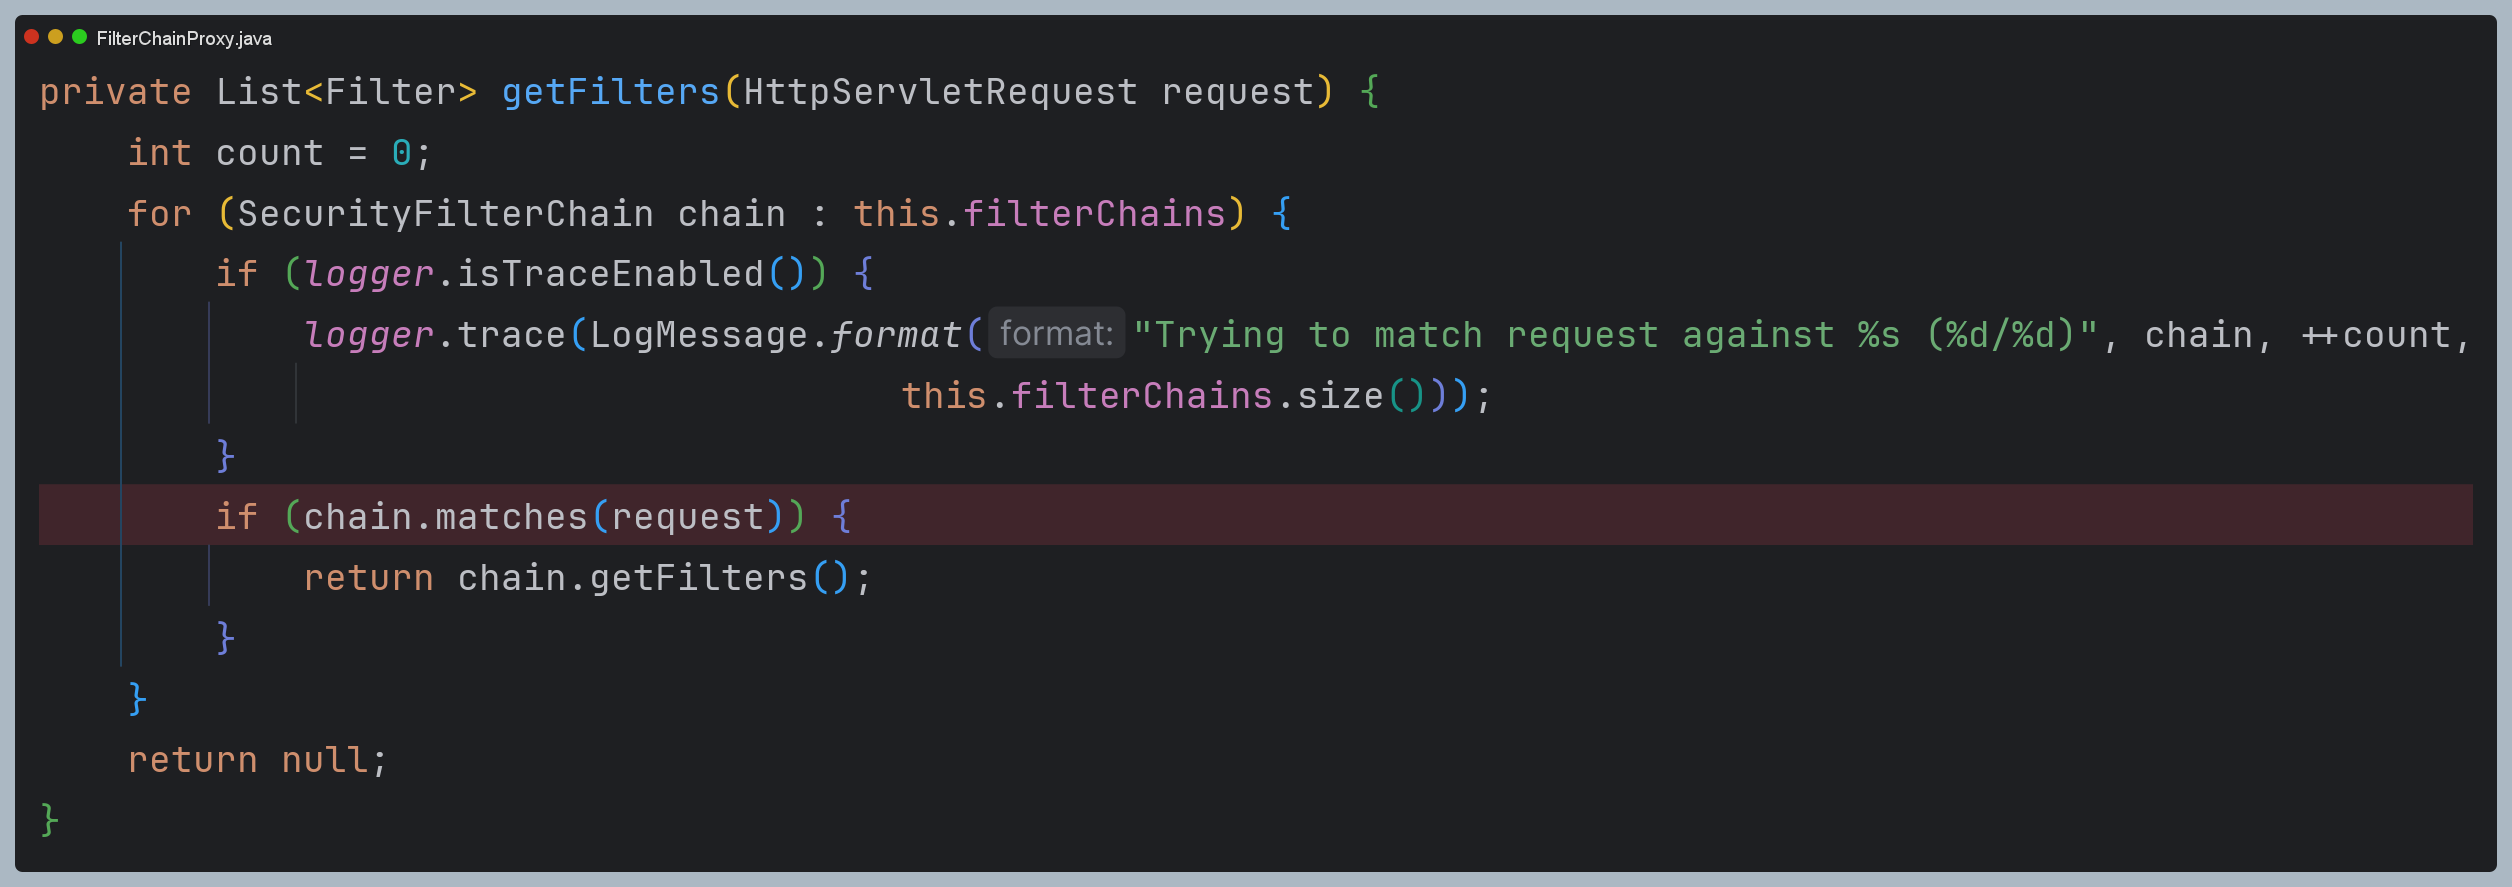 FilterChainProxy.java
private List<Filter> getFilters(HttpServletRequest request) {
    int count = 0;
    for (SecurityFilterChain chain : this.filterChains) {
        if (logger.isTraceEnabled()) {
            logger.trace(LogMessage.format( format: "Trying to match request against %s (%d/%d)", chain, ++count,
                                       this.filterChains.size()));
        }
        if (chain.matches(request)) {
            return chain.getFilters();
        }
    }
    return null;
}